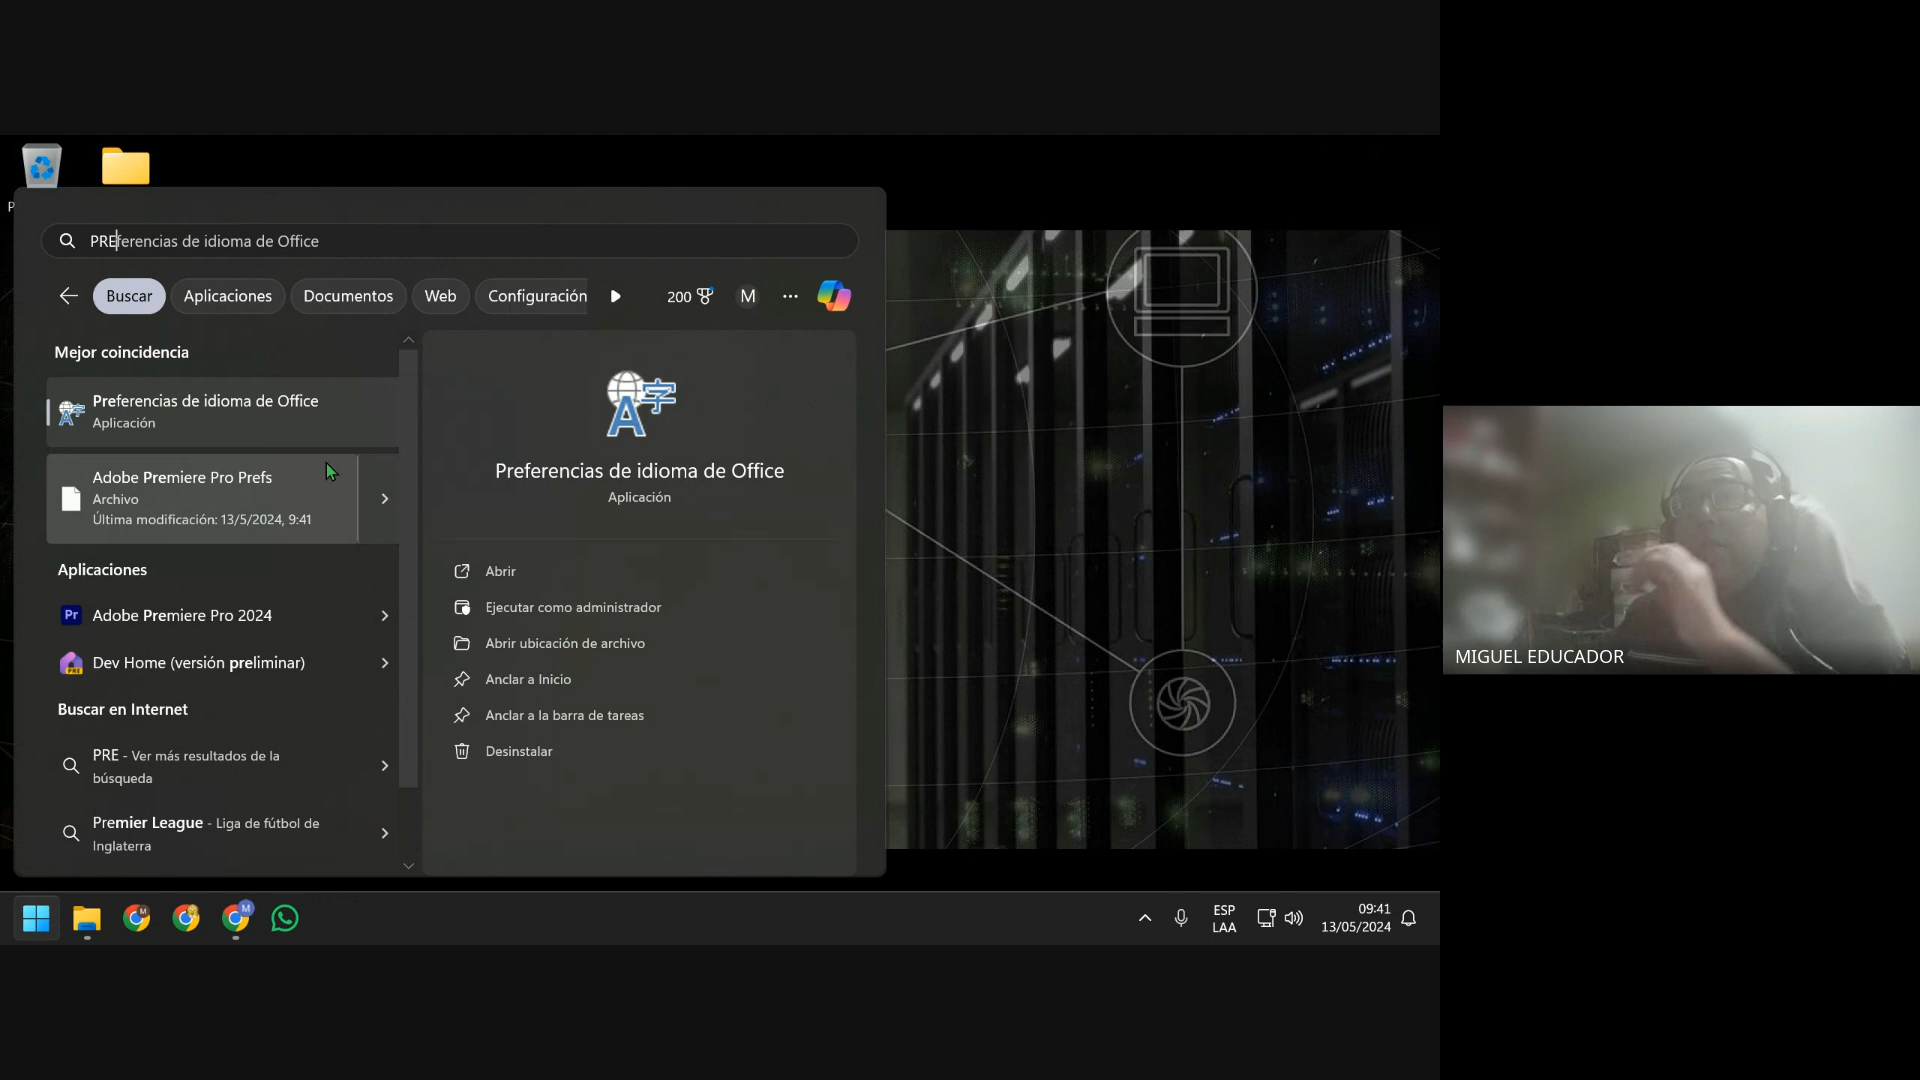 P
PREferencias de idioma de Office
Buscar
Aplicaciones
Documentos
Web
Configuración
200
M
Mejor coincidencia
Preferencias de idioma de Office
Aplicación
Adobe Premiere Pro Prefs
Archivo
Última modificación: 13/5/2024, 9:41
Aplicaciones
Pr
Adobe Premiere Pro 2024
PRE
Dev Home (versión preliminar)
Buscar en Internet
PRE - Ver más resultados de la
búsqueda
Premier League - Liga de fútbol de
Inglaterra
A字
Preferencias de idioma de Office
Aplicación
Abrir
Ejecutar como administrador
Abrir ubicación de archivo
Anclar a Inicio
Anclar a la barra de tareas
Desinstalar
MIGUEL EDUCADOR
M
M
ESP
LAA
09:41
13/05/2024